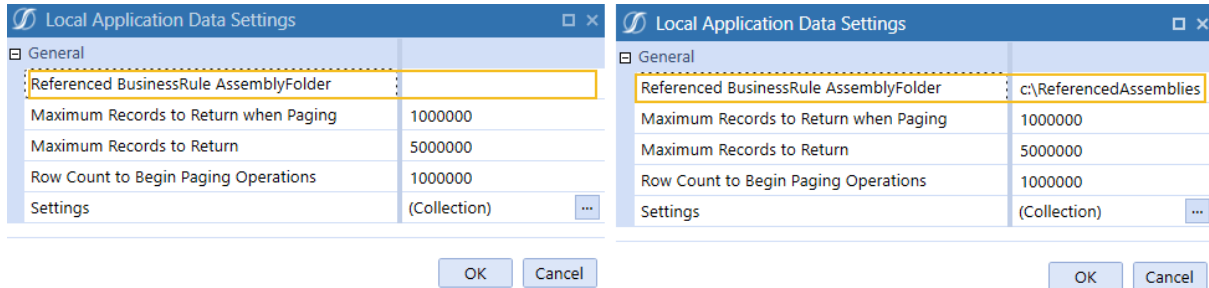 Local Application Data Settings
General
Referenced BusinessRule AssemblyFolder
Maximum Records to Return when Paging 1000000
Maximum Records to Return 5000000
Row Count to Begin Paging Operations 1000000
Settings (Collection) ...
OK Cancel
Local Application Data Settings
General
Referenced BusinessRule AssemblyFolder c:\ReferencedAssemblies
Maximum Records to Return when Paging 1000000
Maximum Records to Return 5000000
Row Count to Begin Paging Operations 1000000
Settings (Collection) ...
OK Cancel